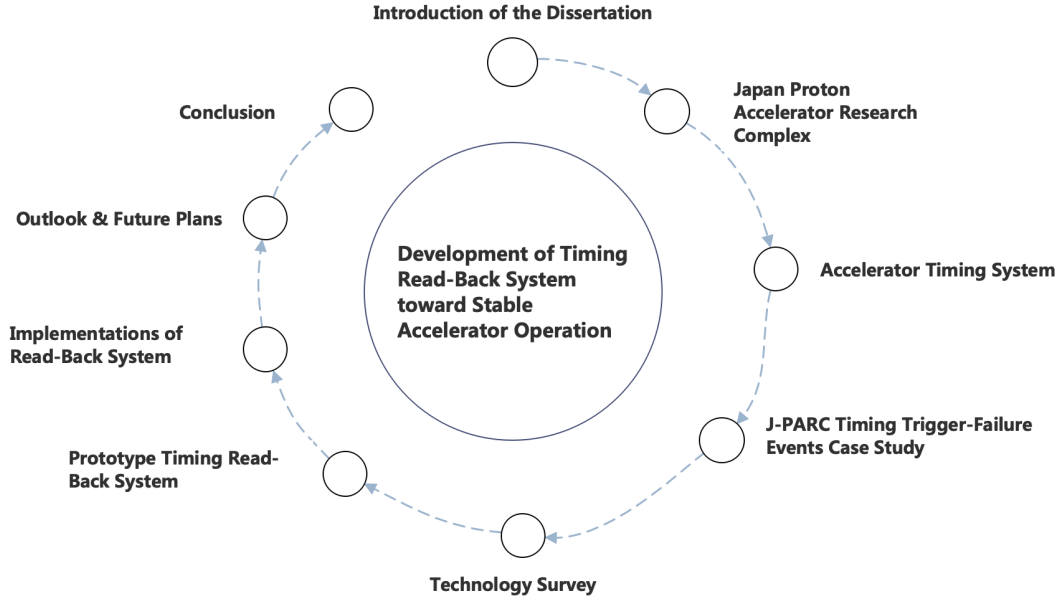 Introduction of the Dissertation
Japan Proton
Accelerator Research
Complex
Accelerator Timing System
J-PARC Timing Trigger-Failure
Events Case Study
Technology Survey
Prototype Timing Read-
Back System
Implementations of
Read-Back System
Outlook & Future Plans
Conclusion
Development of Timing
Read-Back System
toward Stable
Accelerator Operation